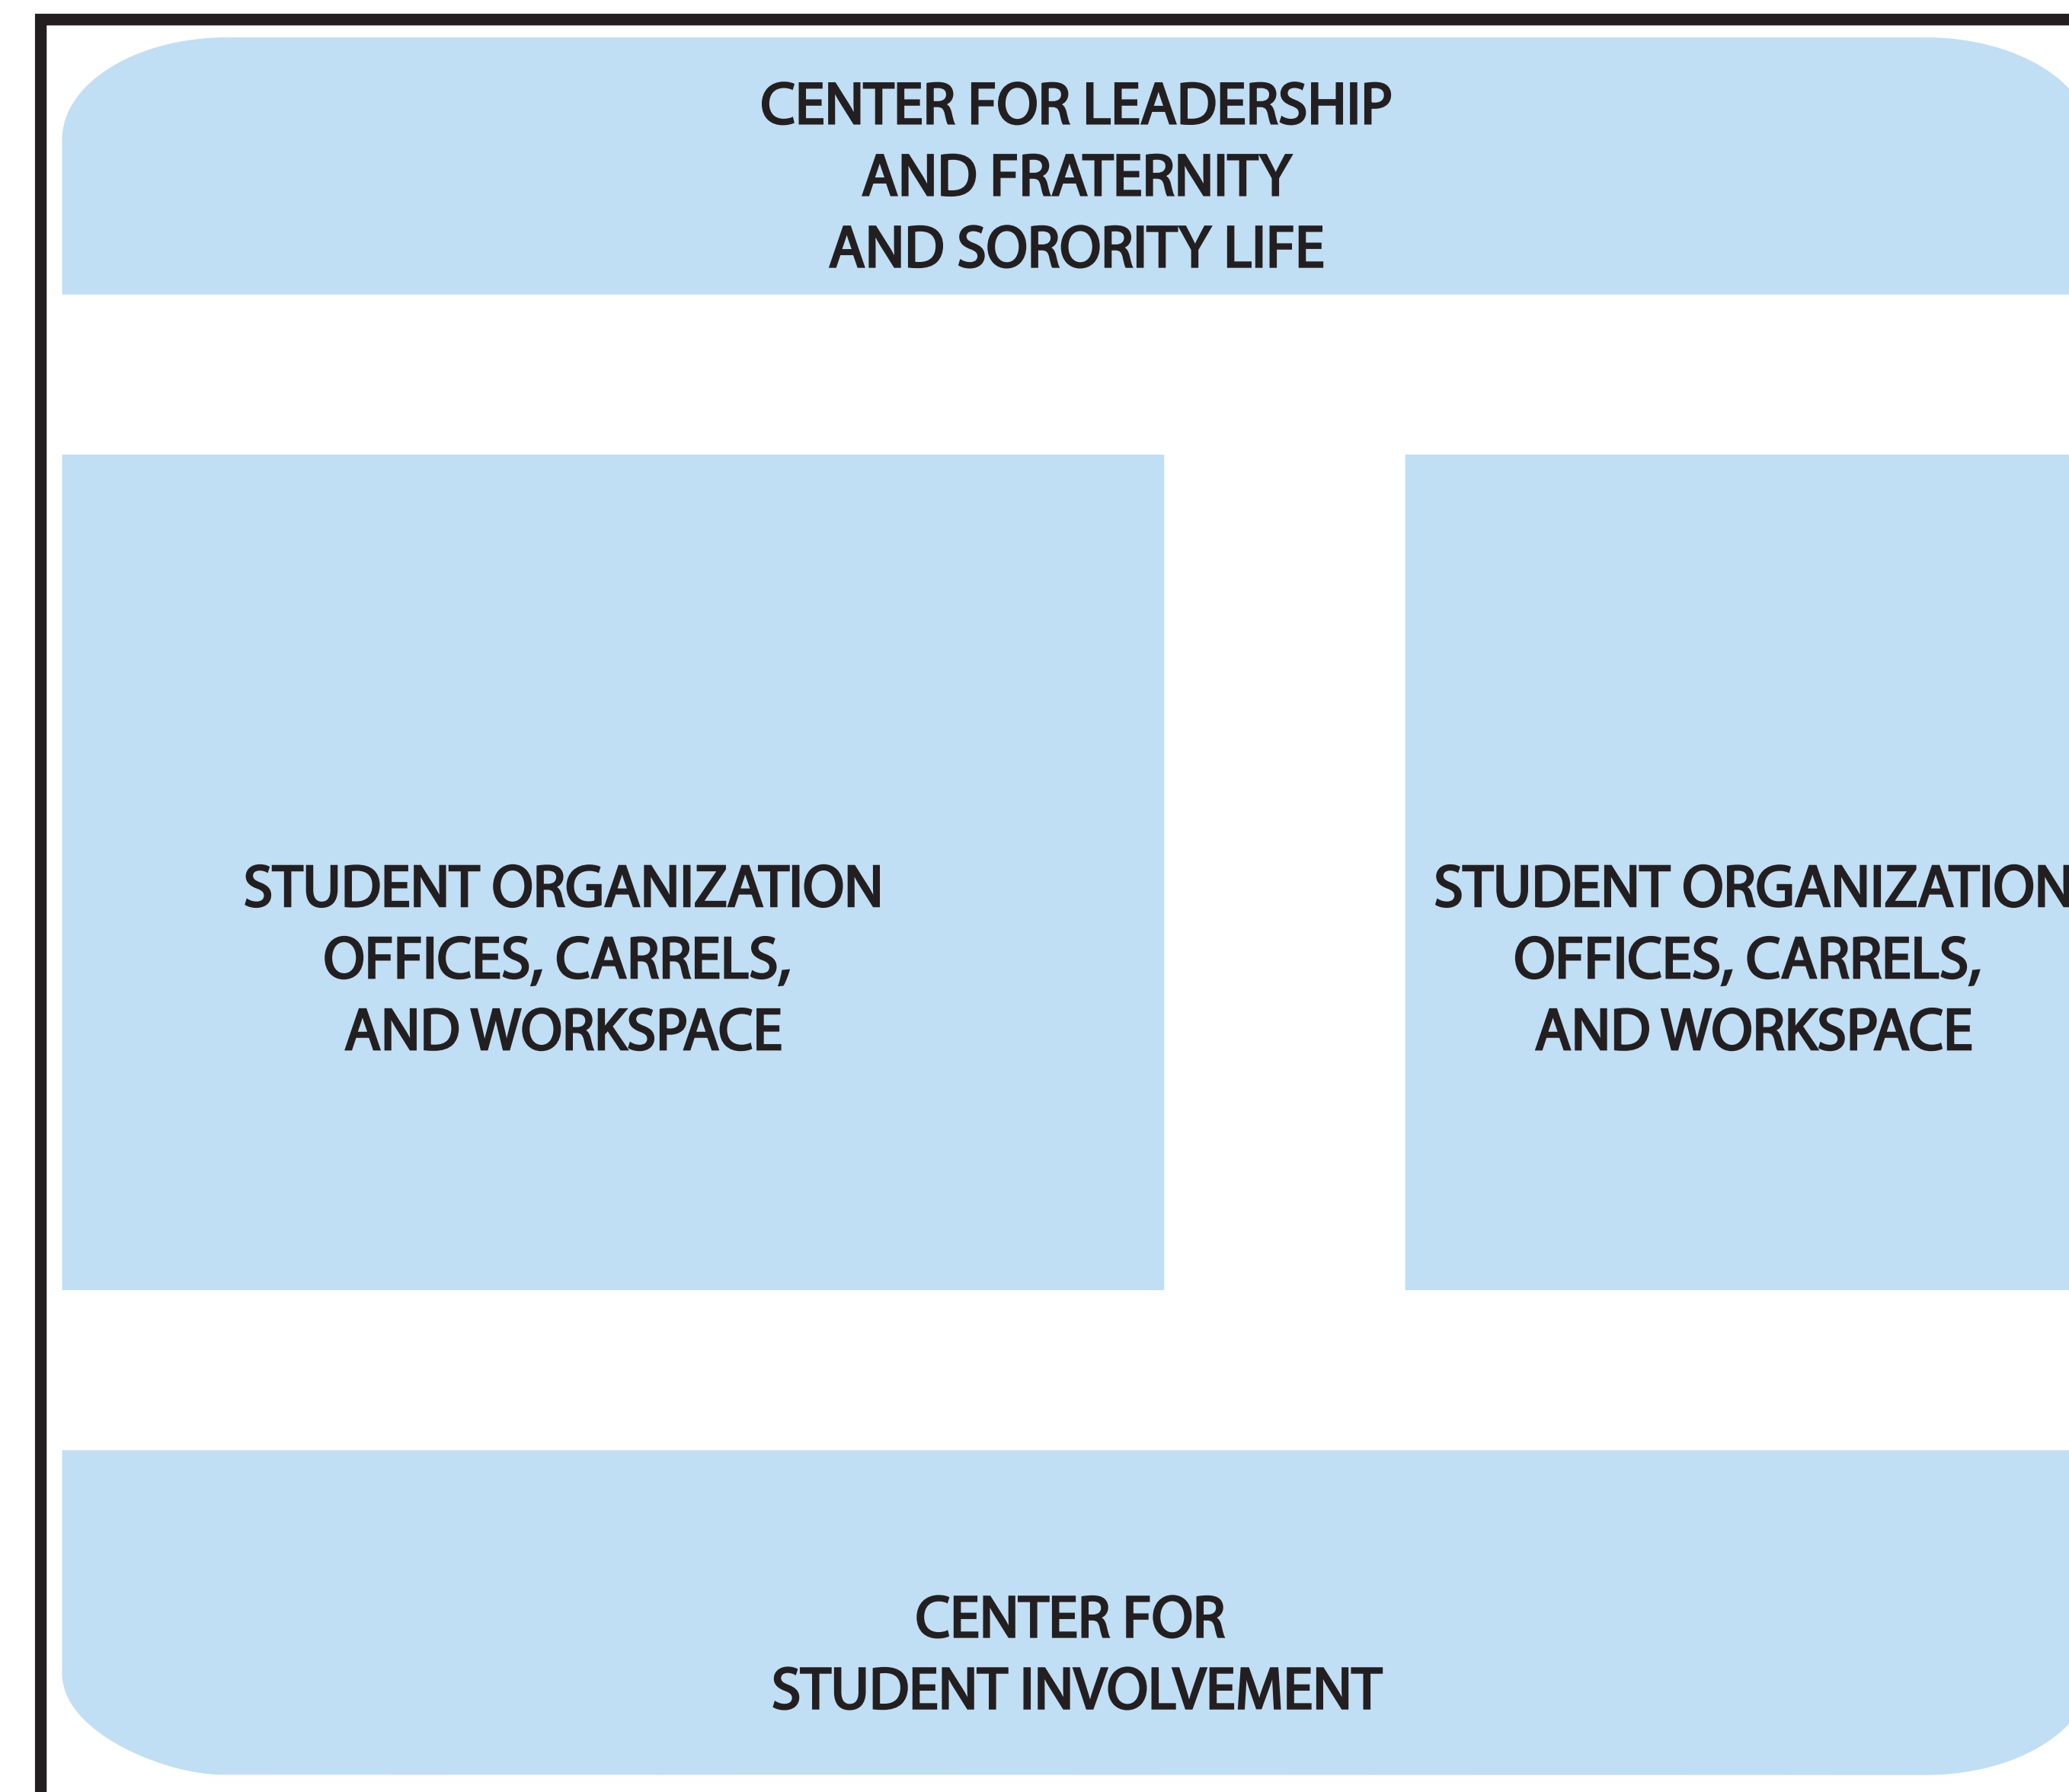 CENTER FOR LEADERSHIP
AND FRATERNITY
AND SORORITY LIFE
STUDENT ORGANIZATION
OFFICES, CARRELS,
AND WORKSPACE
STUDENT ORGANIZATION
OFFICES, CARRELS,
AND WORKSPACE
CENTER FOR
STUDENT INVOLVEMENT